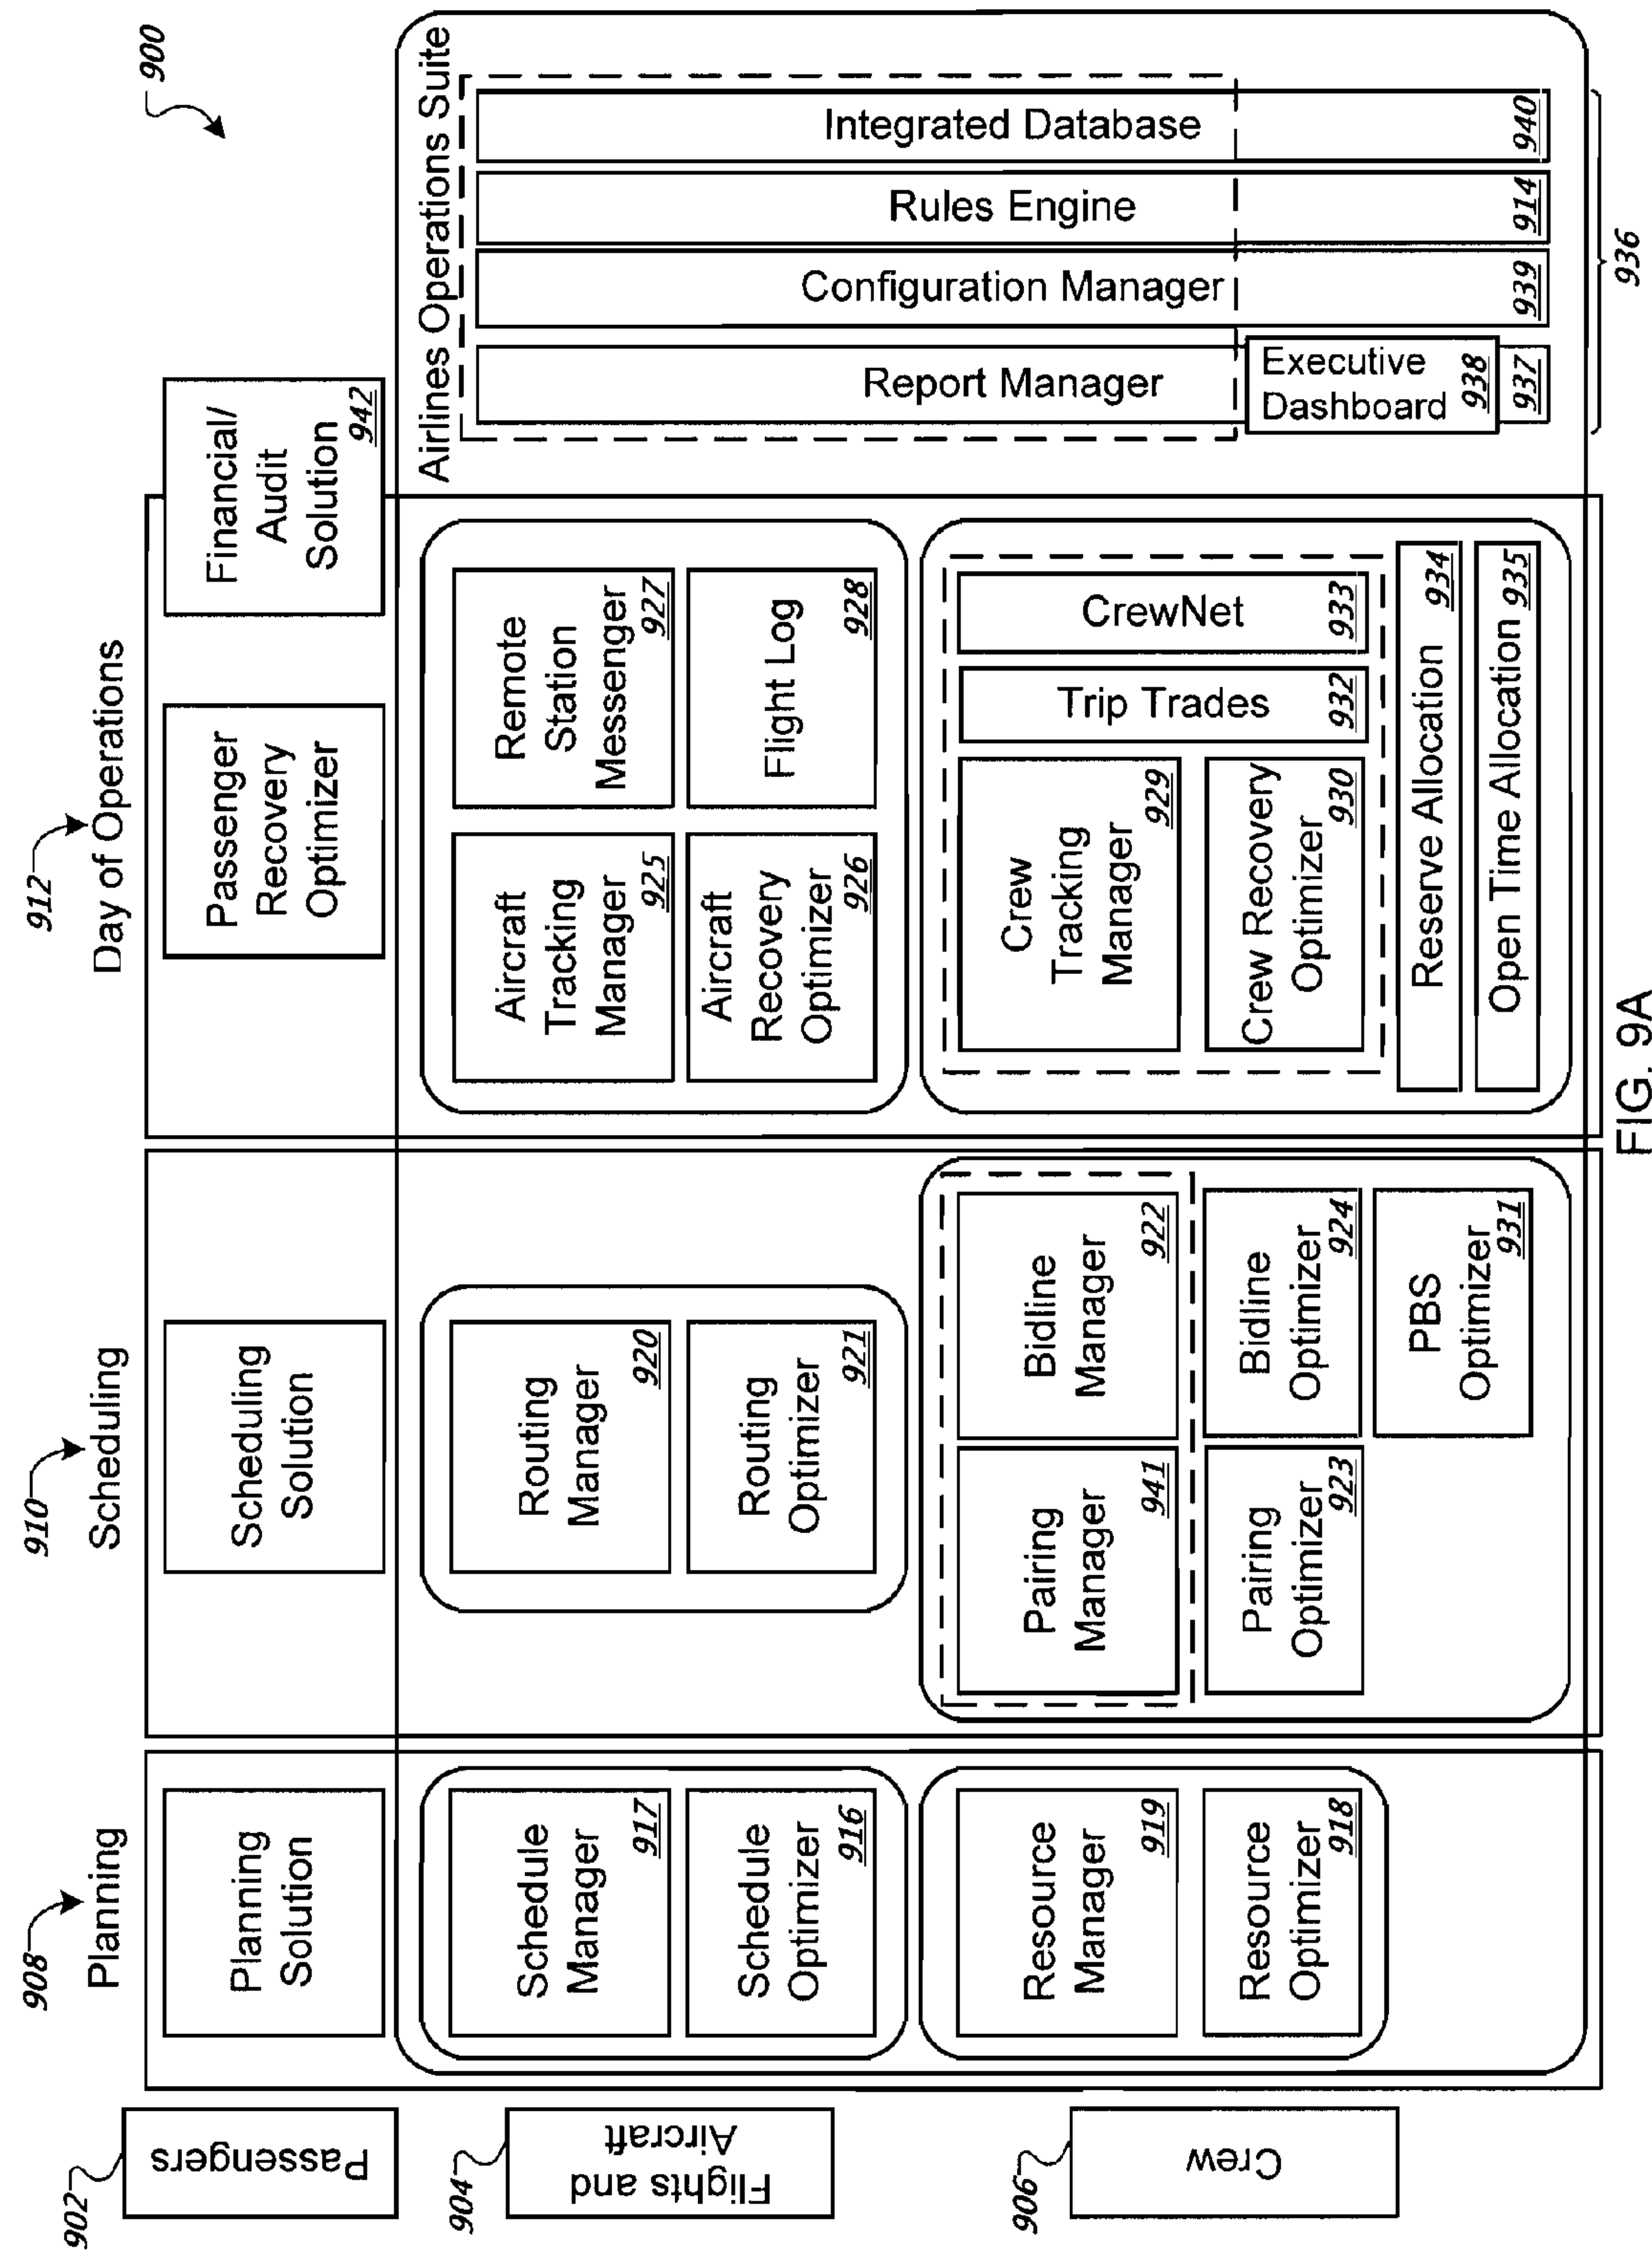 900
908
Planning
910
Scheduling
912
Day of Operations
902
Passengers
Planning
Solution
Scheduling
Solution
Passenger
Recovery
Optimizer
Financial/
Audit
Solution
942
Airlines Operations Suite
904
Flights and
Aircraft
Schedule
Manager
917
Schedule
Optimizer
916
Routing
Manager
920
Routing
Optimizer
921
Aircraft
Tracking
Manager
925
Remote
Station
Messenger
927
Aircraft
Recovery
Optimizer
926
Flight Log
928
906
Crew
Resource
Manager
919
Resource
Optimizer
918
Pairing
Manager
941
Bidline
Manager
922
Pairing
Optimizer
923
Bidline
Optimizer
924
PBS
Optimizer
931
Crew
Tracking
Manager
929
Crew Recovery
Optimizer
930
Trip Trades
932
CrewNet
933
Reserve Allocation
934
Open Time Allocation
935
Report Manager
Executive
Dashboard
938
937
Configuration Manager
939
Rules Engine
914
Integrated Database
940
936
FIG. 9A